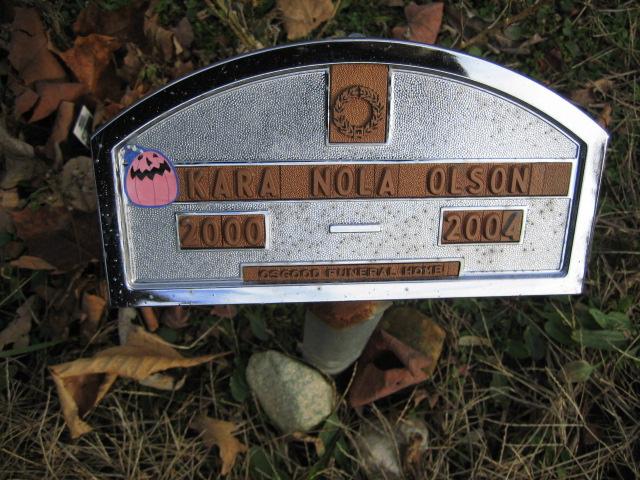 KARA NOLA OLSON
2000 — 2004
OSGOOD FUNERAL HOME